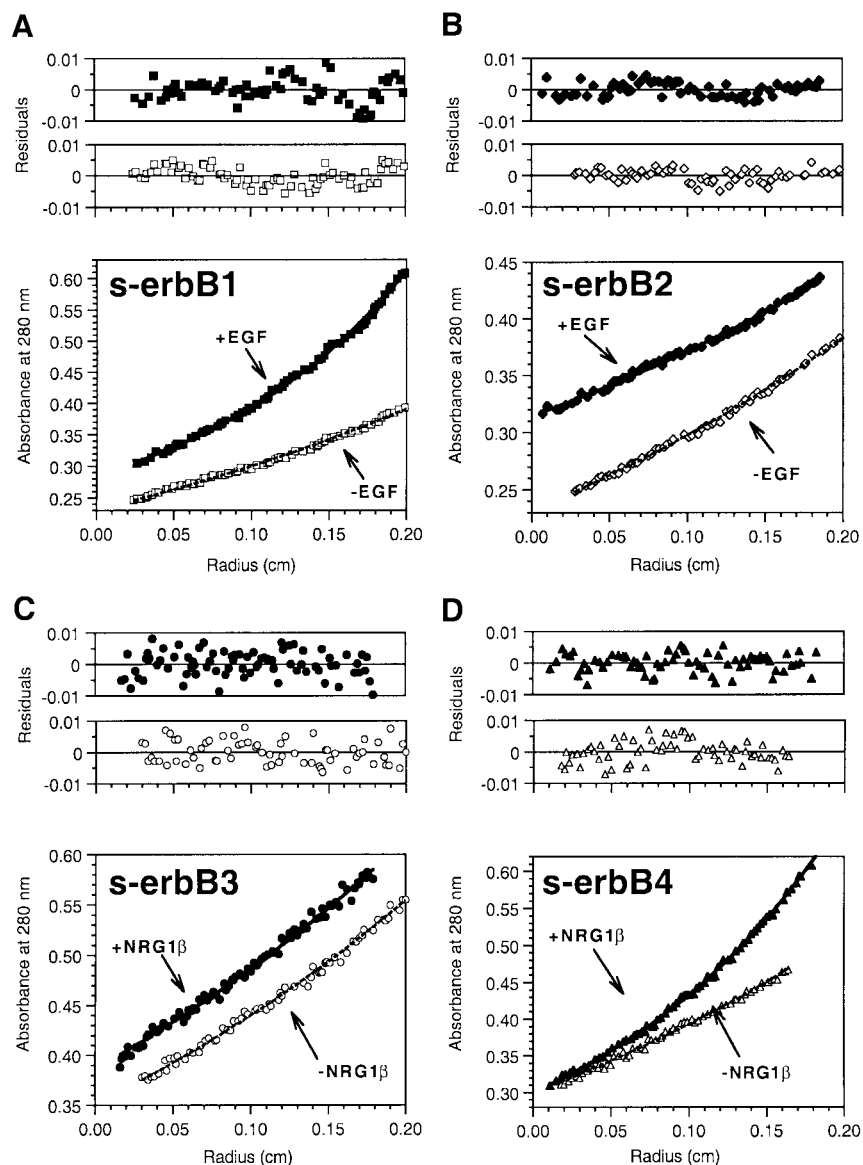 A
0.01
0
-0.01
Residuals
0.01
0
-0.01
s-erbB1
+EGF
-EGF
Absorbance at 280 nm
0.60
0.55
0.50
0.45
0.40
0.35
0.30
0.25
0.00
0.05
0.10
0.15
0.20
Radius (cm)
B
0.01
0
-0.01
Residuals
0.01
0
-0.01
s-erbB2
+EGF
-EGF
Absorbance at 280 nm
0.45
0.40
0.35
0.30
0.25
0.00
0.05
0.10
0.15
0.20
Radius (cm)
C
0.01
0
-0.01
Residuals
0.01
0
-0.01
s-erbB3
+NRG1β
-NRG1β
Absorbance at 280 nm
0.60
0.55
0.50
0.45
0.40
0.35
0.00
0.05
0.10
0.15
0.20
Radius (cm)
D
0.01
0
-0.01
Residuals
0.01
0
-0.01
s-erbB4
+NRG1β
-NRG1β
Absorbance at 280 nm
0.60
0.55
0.50
0.45
0.40
0.35
0.30
0.00
0.05
0.10
0.15
0.20
Radius (cm)